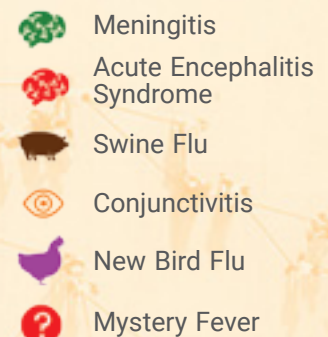 Meningitis
Acute Encephalitis
Syndrome
Swine Flu
Conjunctivitis
New Bird Flu
?
Mystery Fever